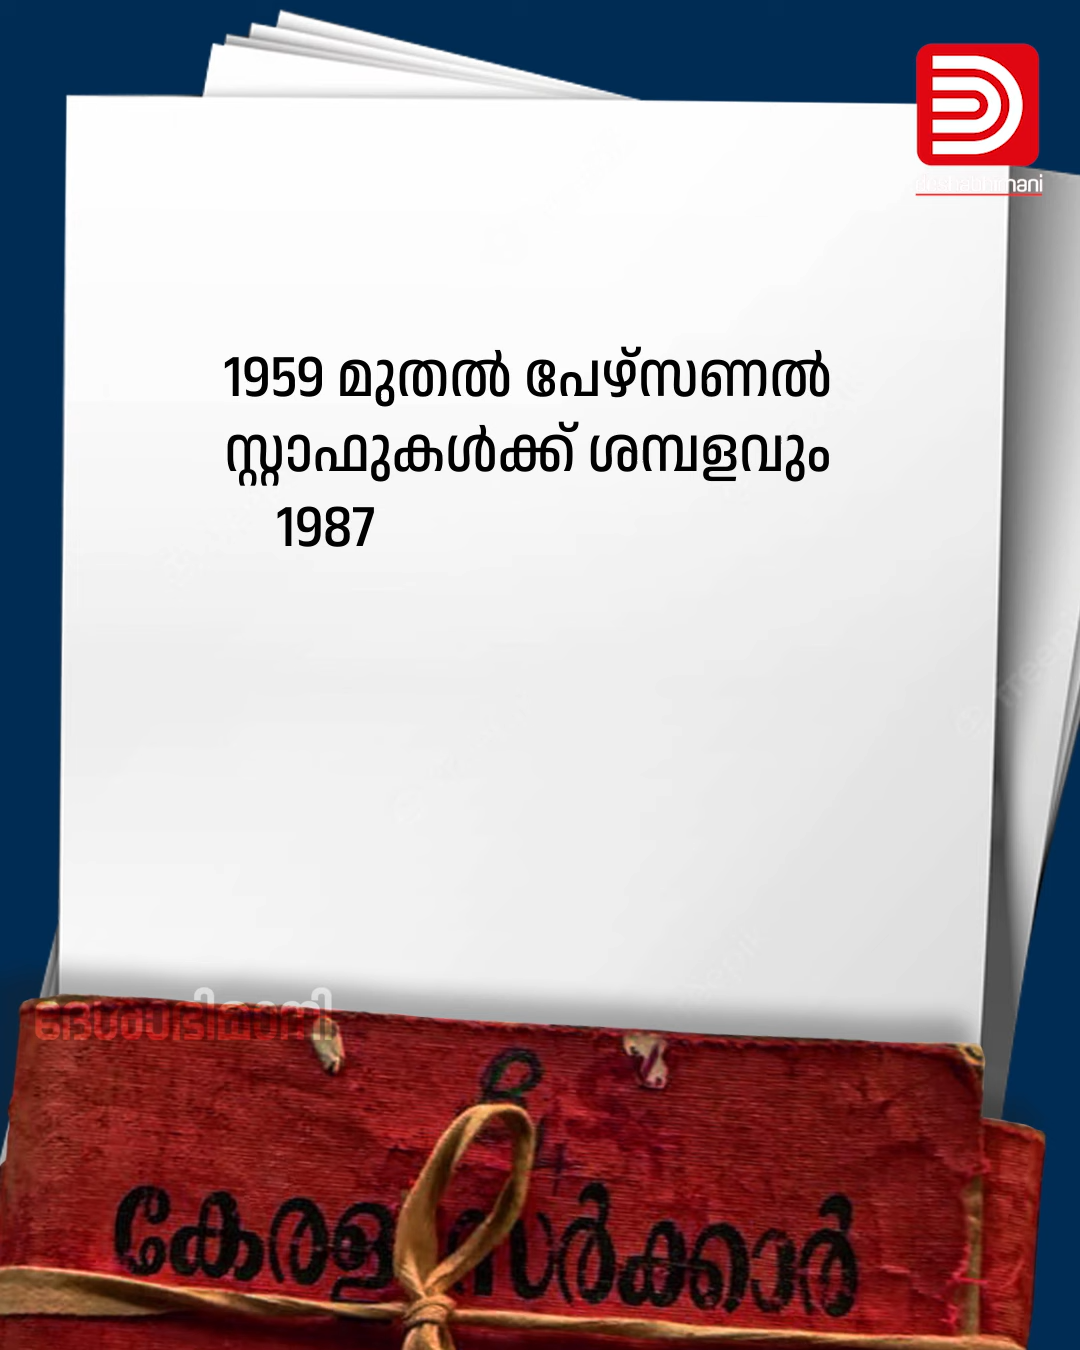 1959 മുതൽ പേഴ്സണൽ
സ്റ്റാഫുകൾക്ക് ശമ്പളവും
1987
ദേശാഭിമാനി
കേരള സർക്കാർ